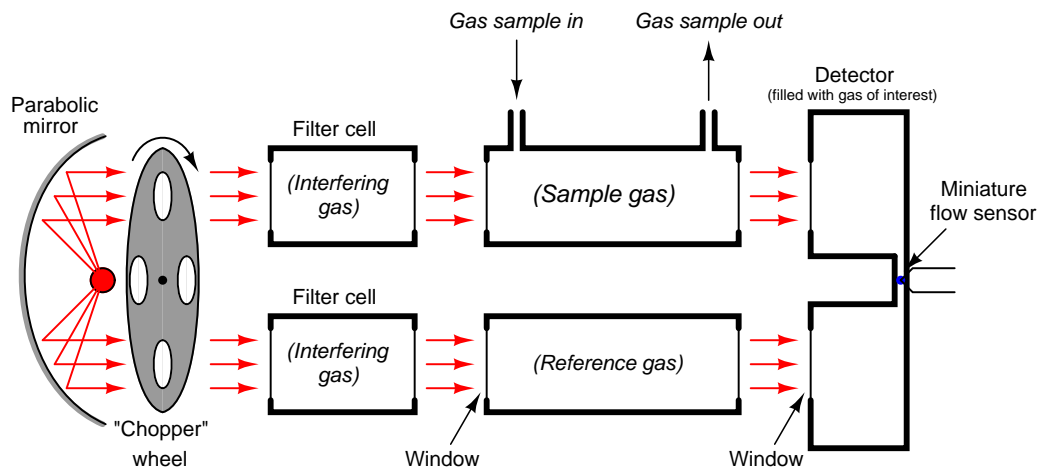 Gas sample in
Gas sample out
Detector
(filled with gas of interest)
Parabolic
mirror
Filter cell
(Interfering
gas)
(Sample gas)
Miniature
flow sensor
Filter cell
(Interfering
gas)
(Reference gas)
"Chopper"
wheel
Window
Window